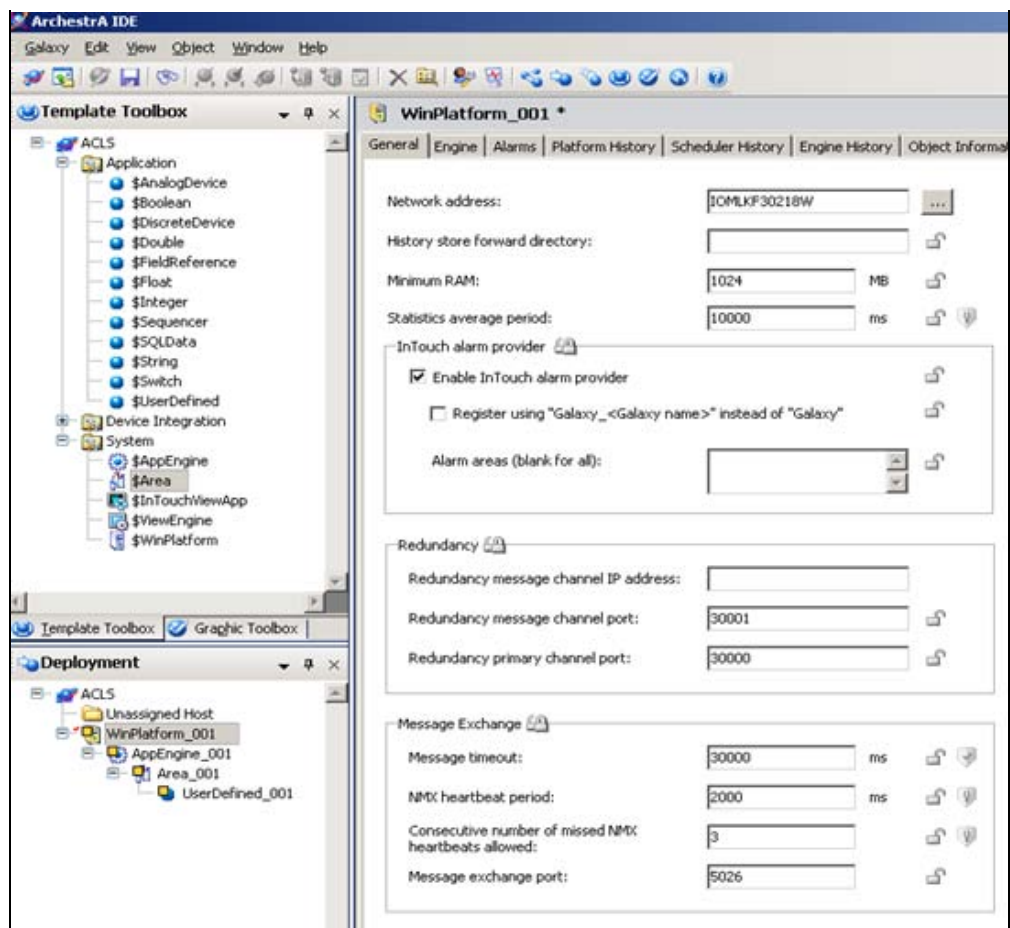 ArchestrA IDE
Galaxy Edit View Object Window Help
Template Toolbox
ACLS
Application
$AnalogDevice
$Boolean
$DiscreteDevice
$Double
$FieldReference
$Float
$Integer
$Sequencer
$SQLData
$String
$Switch
$UserDefined
Device Integration
System
$AppEngine
$Area
$InTouchViewApp
$ViewEngine
$WinPlatform
Template Toolbox Graphic Toolbox
Deployment
ACLS
Unassigned Host
WinPlatform_001
AppEngine_001
Area_001
UserDefined_001
WinPlatform_001 *
General Engine Alarms Platform History Scheduler History Engine History Object Informa
Network address: IOMLKF30218W ...
History store forward directory:
Minimum RAM: 1024 MB
Statistics average period: 10000 ms
InTouch alarm provider
Enable InTouch alarm provider
Register using "Galaxy_<Galaxy name>" instead of "Galaxy"
Alarm areas (blank for all):
Redundancy
Redundancy message channel IP address:
Redundancy message channel port: 30001
Redundancy primary channel port: 30000
Message Exchange
Message timeout: 30000 ms
NMX heartbeat period: 2000 ms
Consecutive number of missed NMX
heartbeats allowed: 3
Message exchange port: 5026